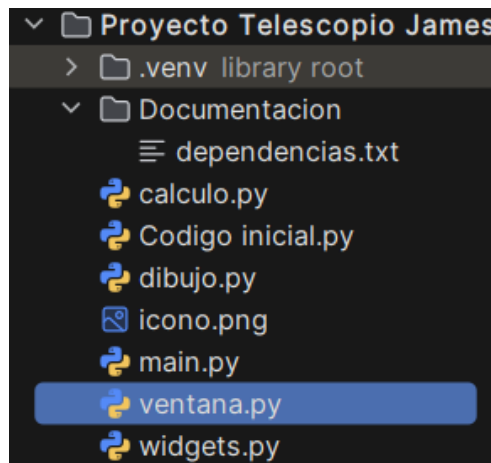 Proyecto Telescopio James
.venv library root
Documentacion
dependencias.txt
calculo.py
Codigo inicial.py
dibujo.py
icono.png
main.py
ventana.py
widgets.py